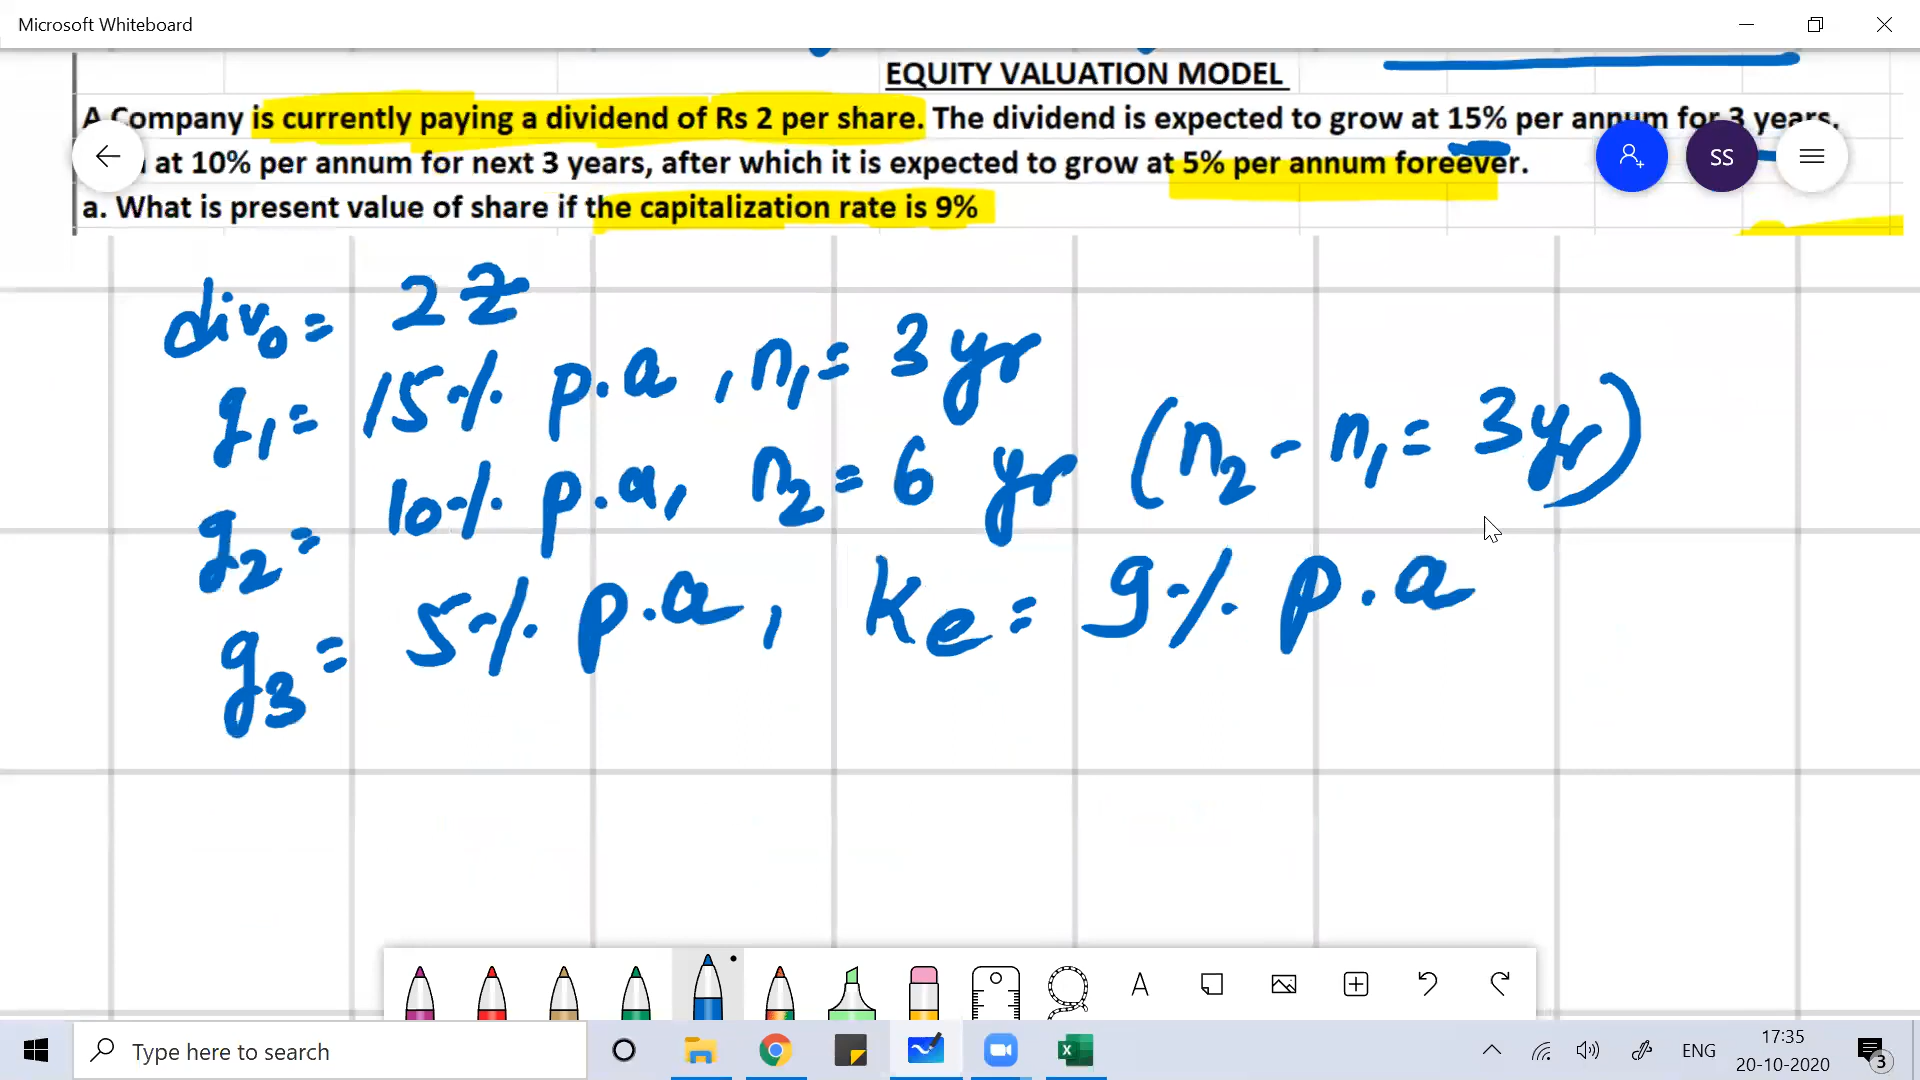 Microsoft Whiteboard
EQUITY VALUATION MODEL
A Company is currently paying a dividend of Rs 2 per share. The dividend is expected to grow at 15% per annum for 3 years,
at 10% per annum for next 3 years, after which it is expected to grow at 5% per annum foreever.
a. What is present value of share if the capitalization rate is 9%
SS
div₀ = 2 ₹
g₁ = 15% p.a , n₁ = 3 yr
g₂ = 10% p.a, n₂ = 6 yr (n₂ - n₁ = 3yr)
g₃ = 5% p.a, ke = 9% p.a
A
Type here to search
ENG
17:35
20-10-2020
3